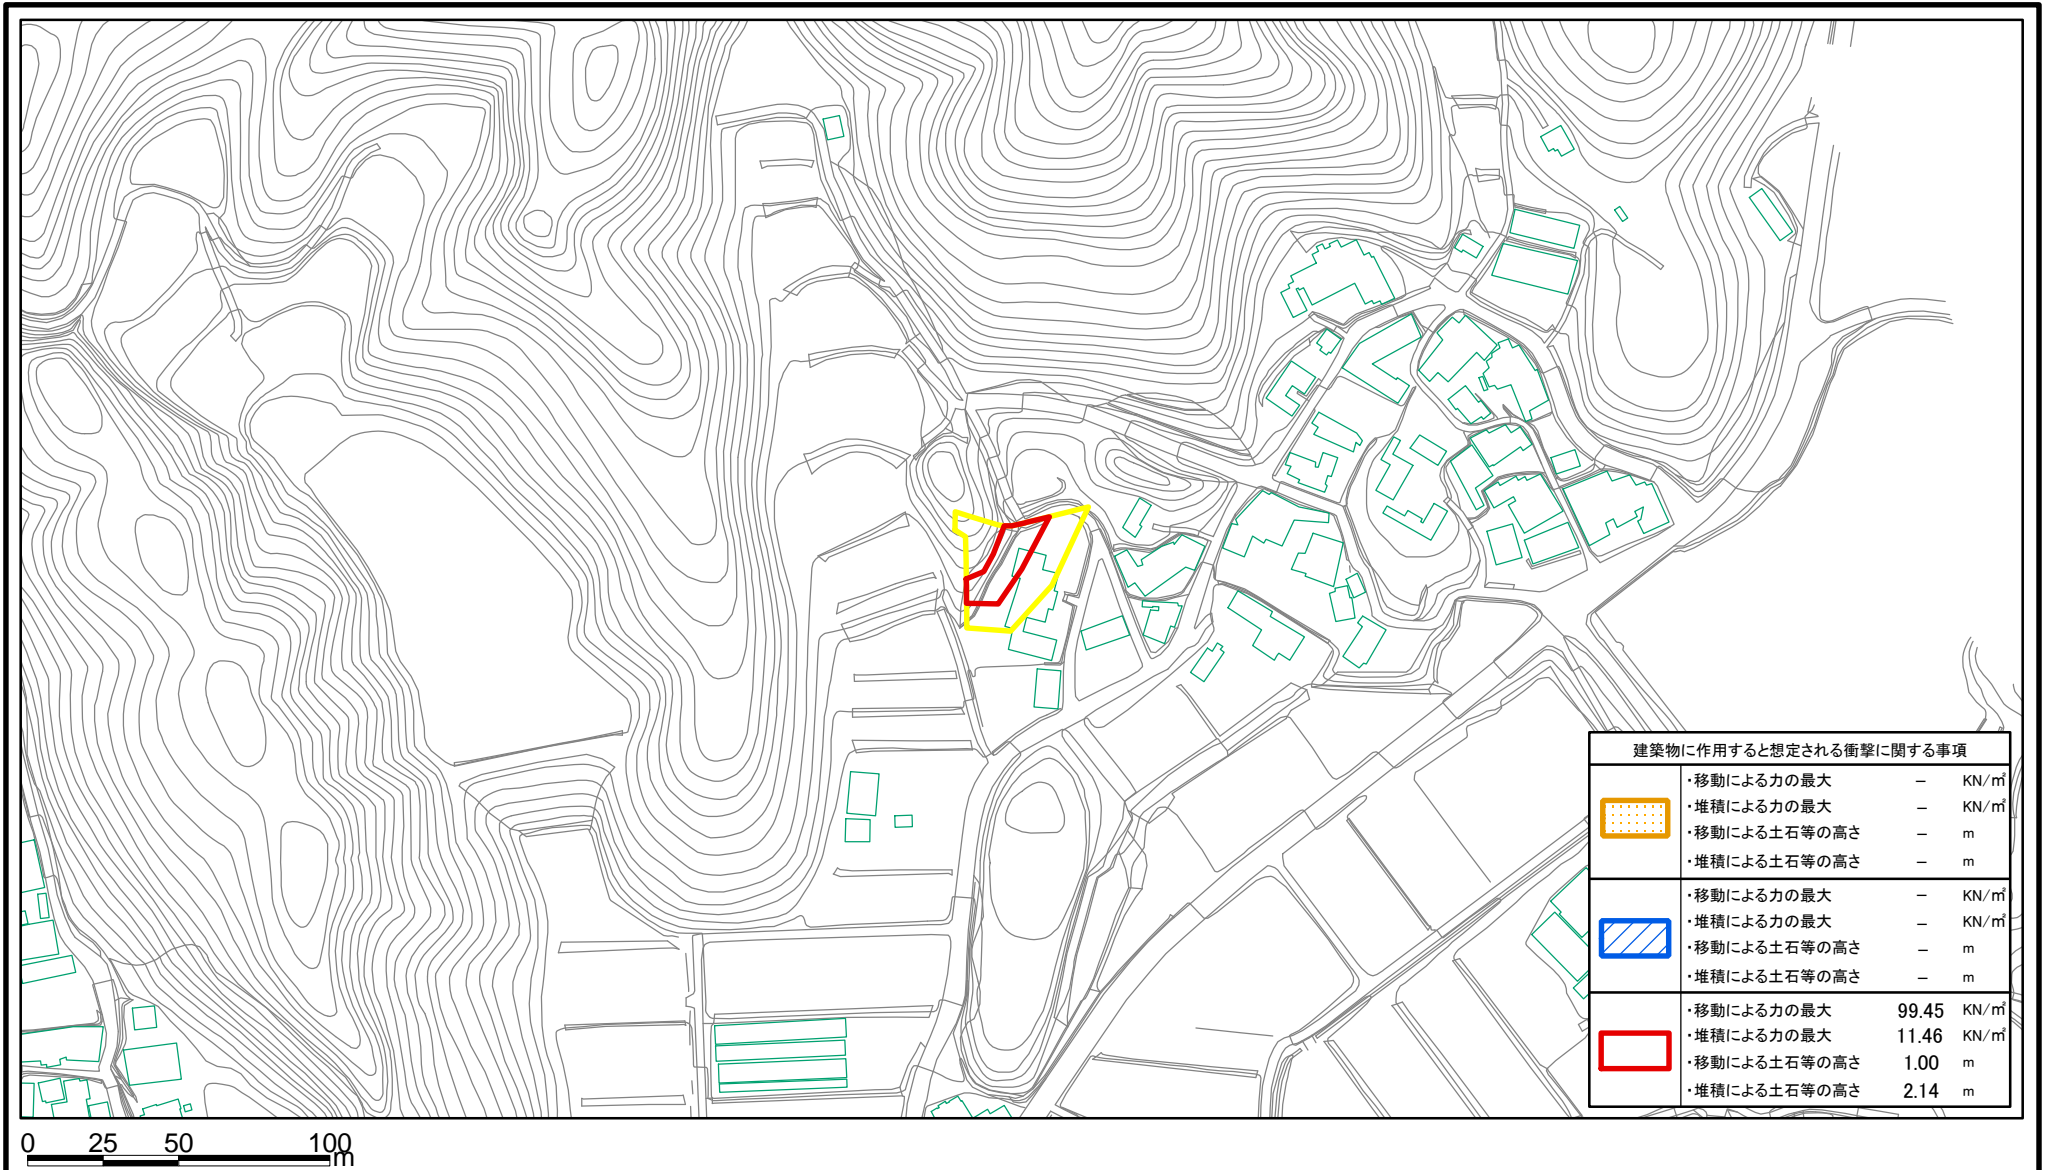 建築物に作用すると想定される衝撃に関する事項
・移動による力の最大 － KN/㎡
・堆積による力の最大 － KN/㎡
・移動による土石等の高さ － m
・堆積による土石等の高さ － m
・移動による力の最大 － KN/㎡
・堆積による力の最大 － KN/㎡
・移動による土石等の高さ － m
・堆積による土石等の高さ － m
・移動による力の最大 99.45 KN/㎡
・堆積による力の最大 11.46 KN/㎡
・移動による土石等の高さ 1.00 m
・堆積による土石等の高さ 2.14 m
0 25 50 100 m